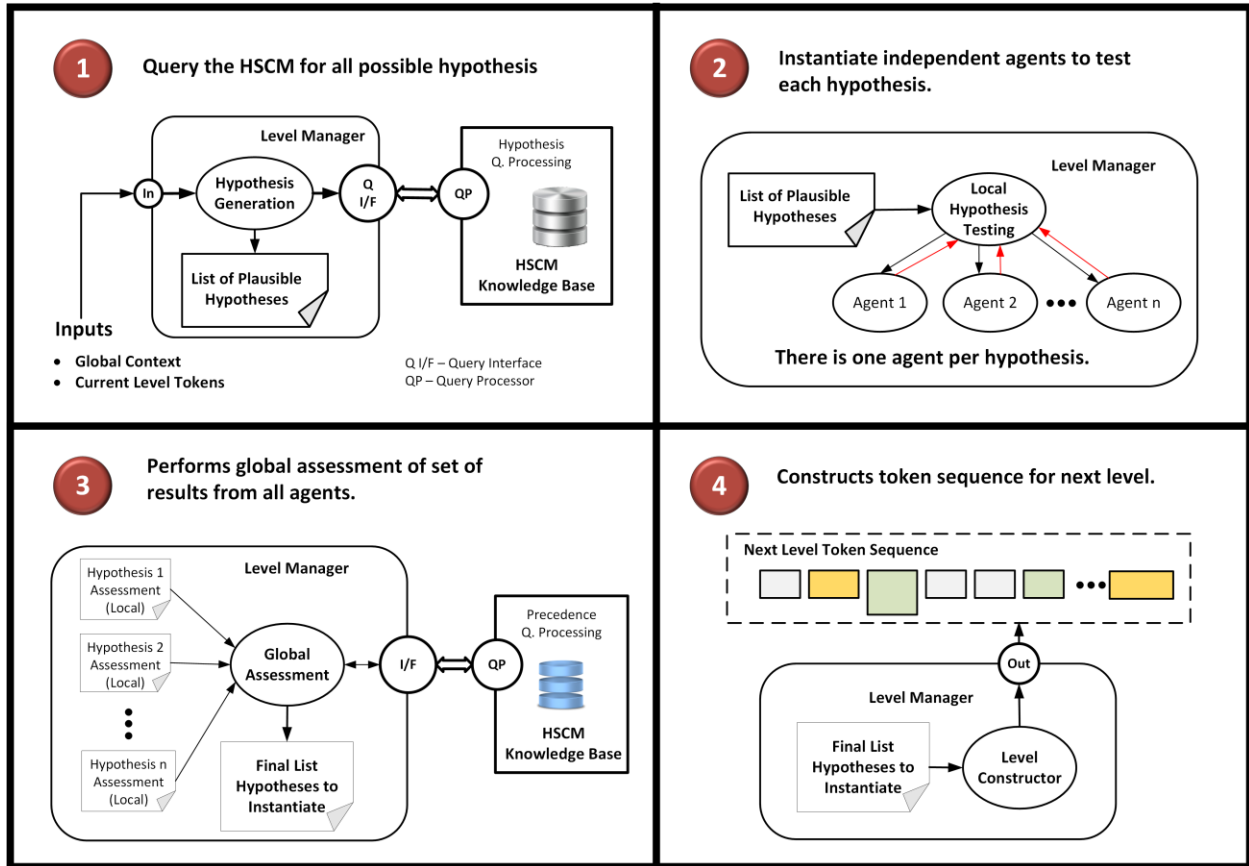 1
Query the HSCM for all possible hypothesis
Level Manager
In
Hypothesis
Generation
Q
I/F
QP
Hypothesis
Q. Processing
HSCM
Knowledge Base
List of Plausible
Hypotheses
Inputs
• Global Context
• Current Level Tokens
Q I/F – Query Interface
QP – Query Processor
2
Instantiate independent agents to test
each hypothesis.
Level Manager
List of Plausible
Hypotheses
Local
Hypothesis
Testing
Agent 1
Agent 2
Agent n
There is one agent per hypothesis.
3
Performs global assessment of set of
results from all agents.
Level Manager
Hypothesis 1
Assessment
(Local)
Hypothesis 2
Assessment
(Local)
Hypothesis n
Assessment
(Local)
Global
Assessment
I/F
QP
Precedence
Q. Processing
HSCM
Knowledge Base
Final List
Hypotheses to
Instantiate
4
Constructs token sequence for next level.
Next Level Token Sequence
Out
Level Manager
Final List
Hypotheses to
Instantiate
Level
Constructor